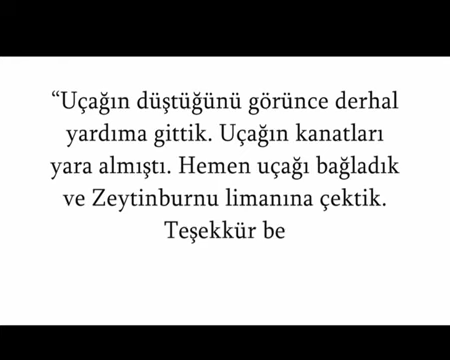 “Uçağın düştüğünü görünce derhal
yardıma gittik. Uçağın kanatları
yara almıştı. Hemen uçağı bağladık
ve Zeytinburnu limanına çektik.
Teşekkür be